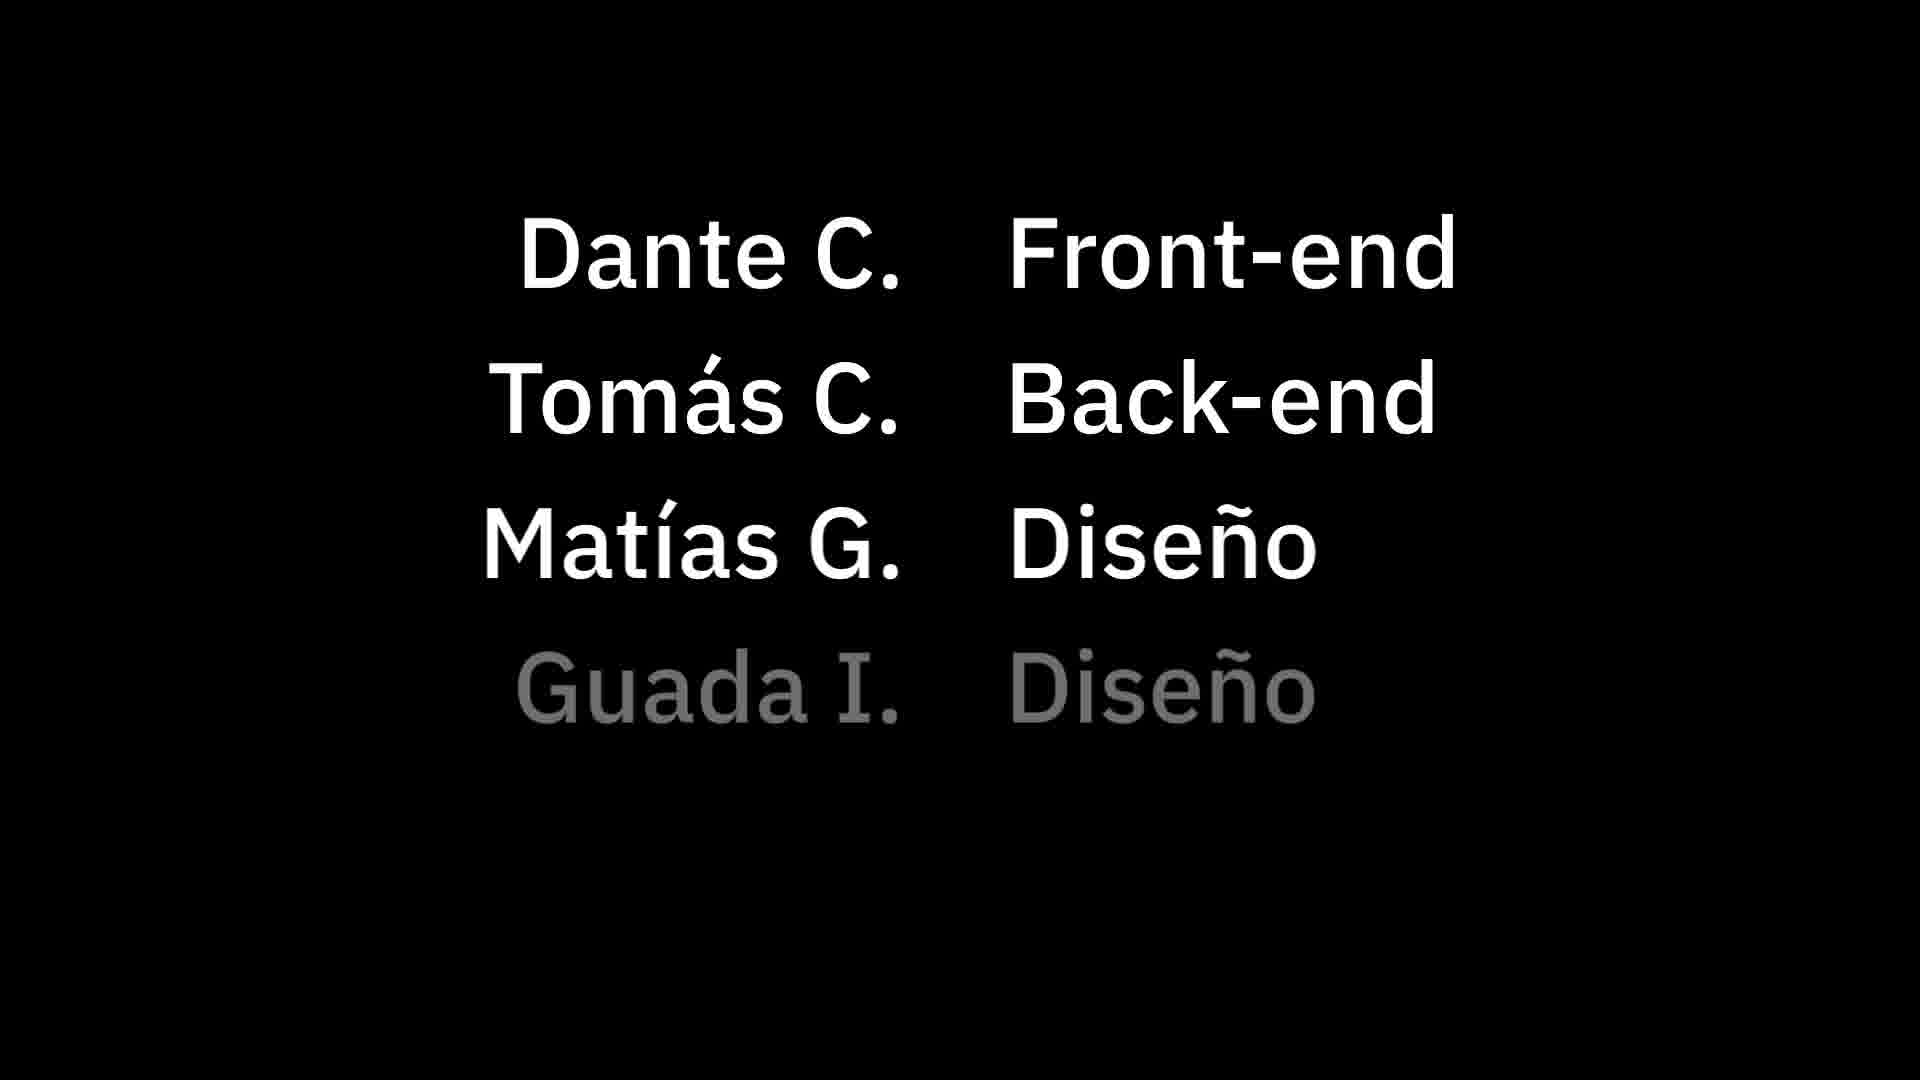 Dante C. Front-end
Tomás C. Back-end
Matías G. Diseño
Guada I. Diseño